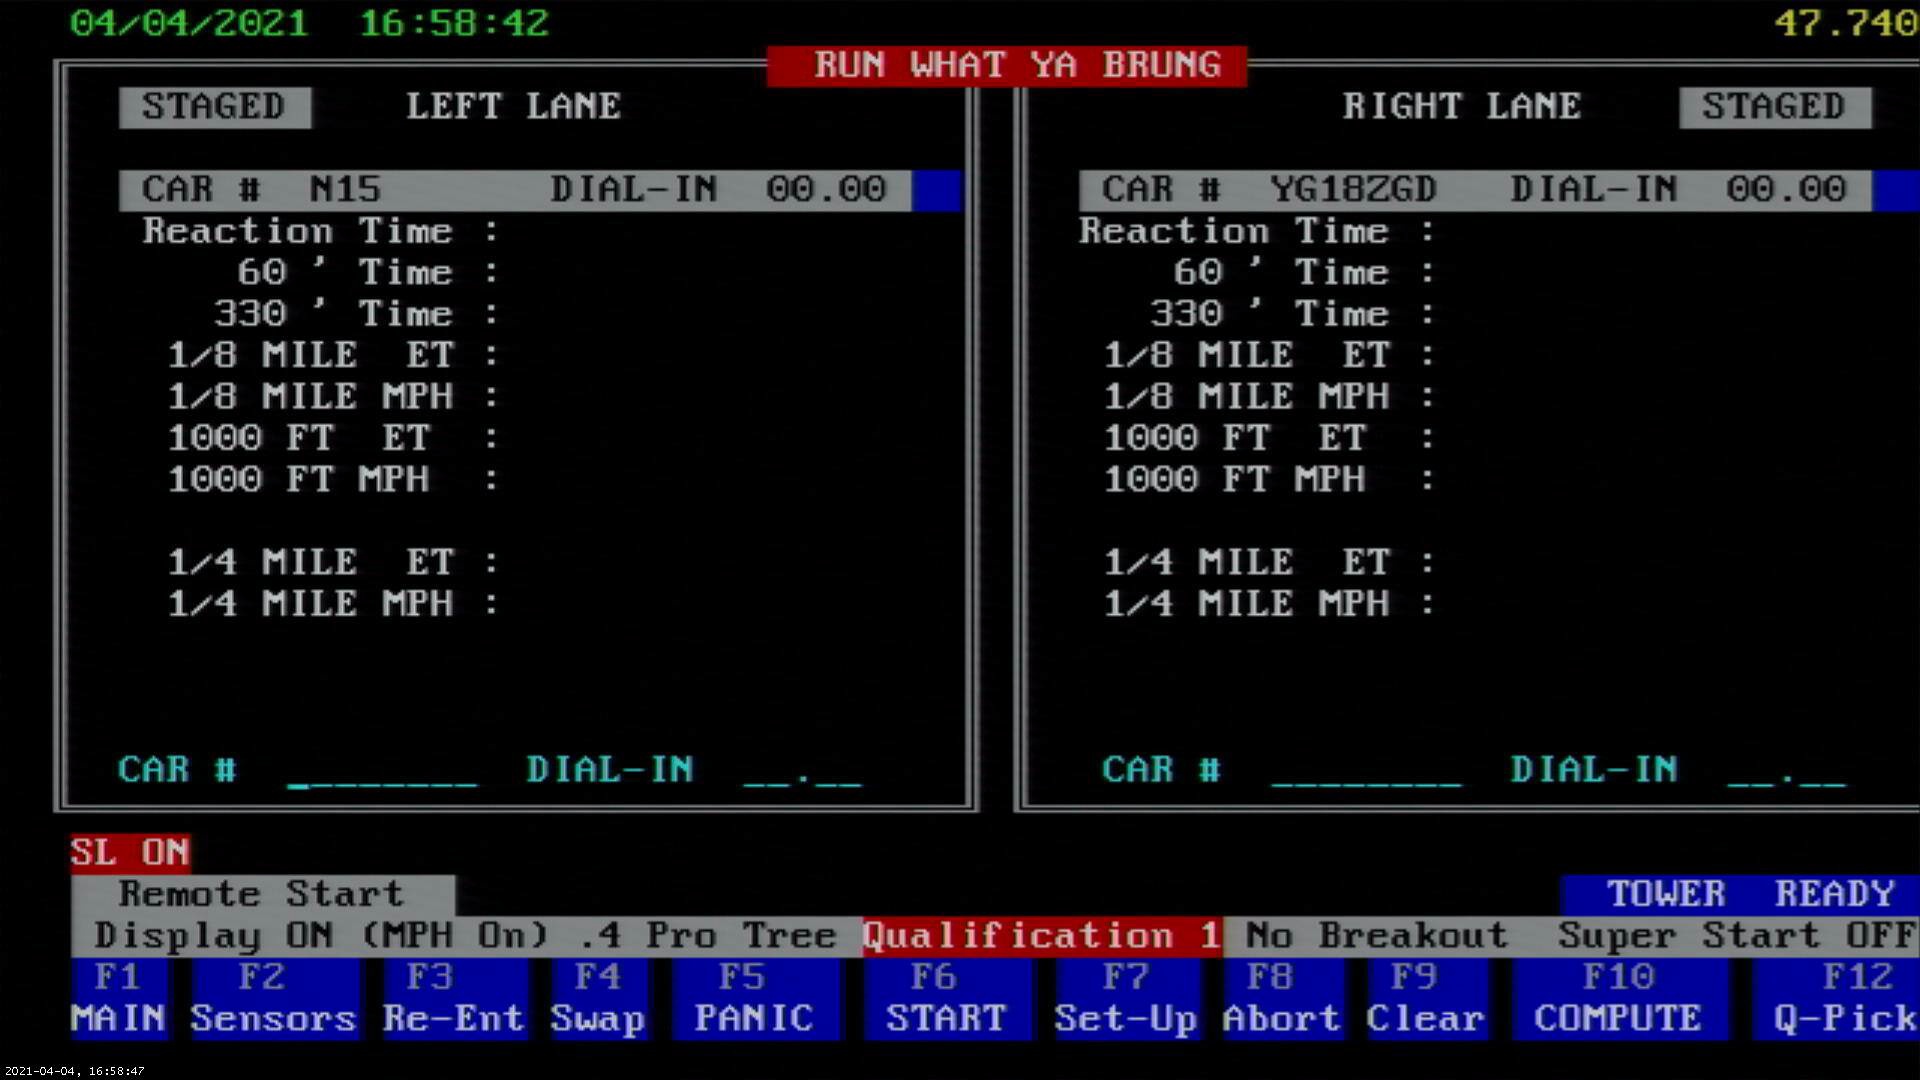 04/04/2021 16:58:42 47.740
RUN WHAT YA BRUNG
STAGED LEFT LANE RIGHT LANE STAGED
CAR # N15 DIAL-IN 00.00 CAR # YG18ZGD DIAL-IN 00.00
Reaction Time : Reaction Time :
60 ' Time : 60 ' Time :
330 ' Time : 330 ' Time :
1/8 MILE ET : 1/8 MILE ET :
1/8 MILE MPH : 1/8 MILE MPH :
1000 FT ET : 1000 FT ET :
1000 FT MPH : 1000 FT MPH :
1/4 MILE ET : 1/4 MILE ET :
1/4 MILE MPH : 1/4 MILE MPH :
CAR # ________ DIAL-IN __.__ CAR # ________ DIAL-IN __.__
SL ON
Remote Start TOWER READY
Display ON (MPH On) .4 Pro Tree Qualification 1 No Breakout Super Start OFF
F1 F2 F3 F4 F5 F6 F7 F8 F9 F10 F12
MAIN Sensors Re-Ent Swap PANIC START Set-Up Abort Clear COMPUTE Q-Pick
2021-04-04, 16:58:47